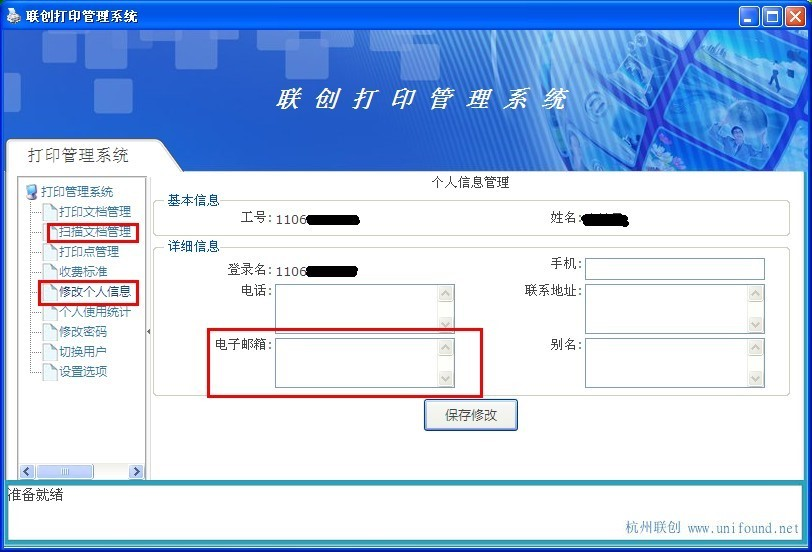 联创打印管理系统
联创打印管理系统
打印管理系统
个人信息管理
打印管理系统
打印文档管理
扫描文档管理
打印点管理
收费标准
修改个人信息
个人使用统计
修改密码
切换用户
设置选项
基本信息
工号: 1106
姓名:
详细信息
登录名: 1106
手机:
电话:
联系地址:
电子邮箱:
别名:
保存修改
准备就绪
杭州联创 www.unifound.net